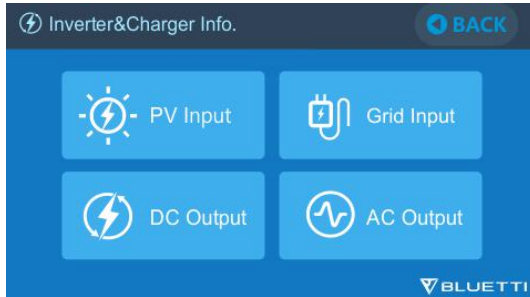 Inverter&Charger Info.
BACK
PV Input
Grid Input
DC Output
AC Output
BLUETTI